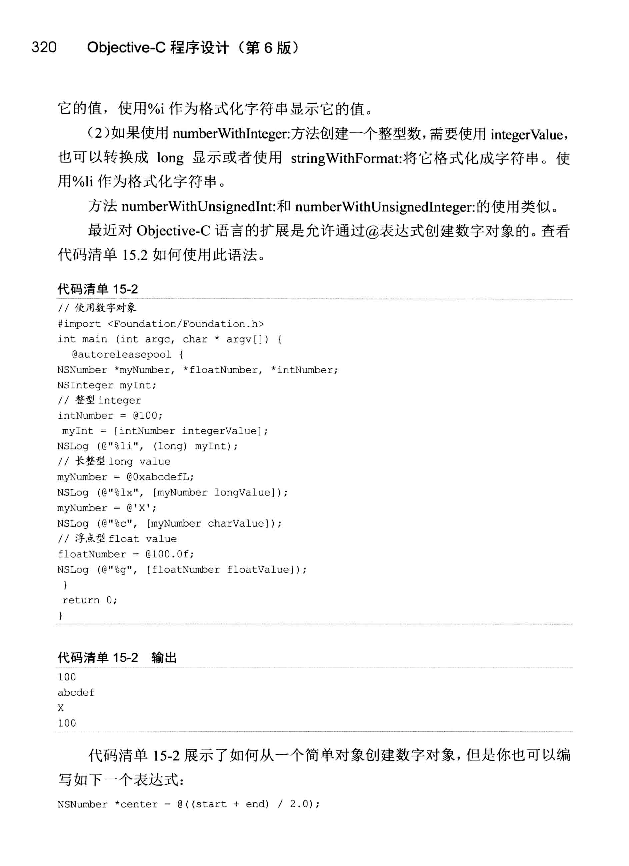 320 Objective-C 程序设计（第 6 版）
它的值，使用%i 作为格式化字符串显示它的值。
（2）如果使用 numberWithInteger:方法创建一个整型数，需要使用 integerValue，
也可以转换成 long 显示或者使用 stringWithFormat:将它格式化成字符串。使
用%li 作为格式化字符串。
方法 numberWithUnsignedInt:和 numberWithUnsignedInteger:的使用类似。
最近对 Objective-C 语言的扩展是允许通过@表达式创建数字对象的。查看
代码清单 15.2 如何使用此语法。
代码清单 15-2
// 使用数字对象
#import <Foundation/Foundation.h>
int main (int argc, char * argv[]) {
@autoreleasepool {
NSNumber *myNumber, *floatNumber, *intNumber;
NSInteger myInt;
// 整型 integer
intNumber = @100;
myInt = [intNumber integerValue];
NSLog (@"%li", (long) myInt);
// 长整型 long value
myNumber = @0xabcdefL;
NSLog (@"%lx", [myNumber longValue]);
myNumber = @'X';
NSLog (@"%c", [myNumber charValue]);
// 浮点型 float value
floatNumber = @100.0f;
NSLog (@"%g", [floatNumber floatValue]);
}
return 0;
}
代码清单 15-2 输出
100
abcdef
X
100
代码清单 15-2 展示了如何从一个简单对象创建数字对象，但是你也可以编
写如下一个表达式：
NSNumber *center = @((start + end) / 2.0);